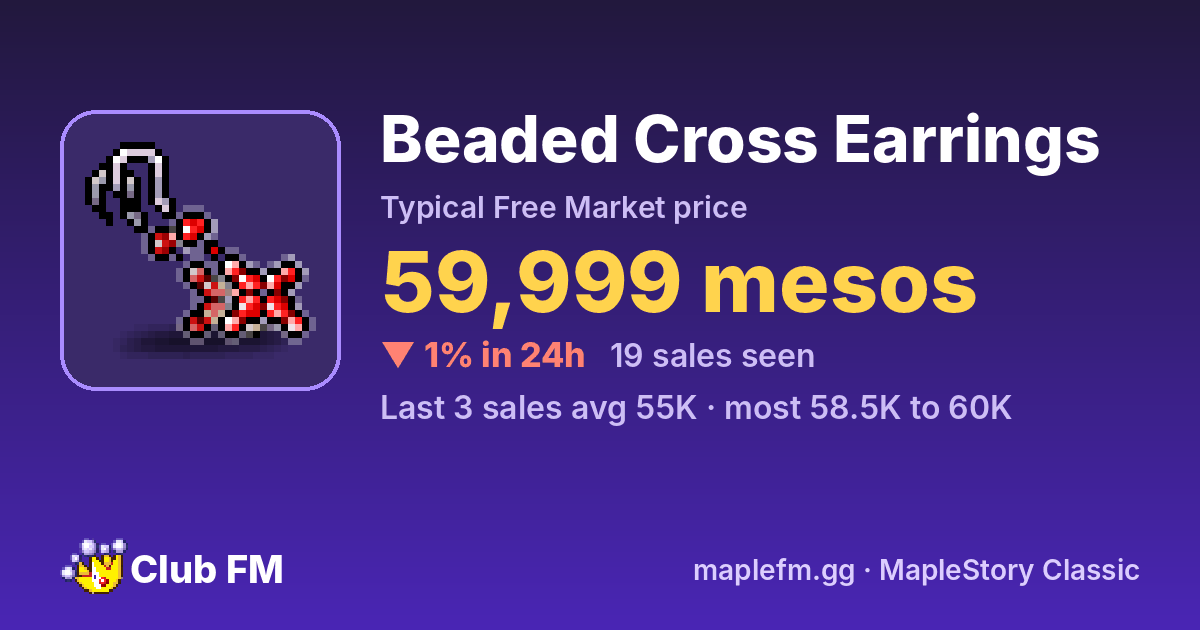 Beaded Cross Earrings
Typical Free Market price
59,999 mesos
▼ 1% in 24h 19 sales seen
Last 3 sales avg 55K · most 58.5K to 60K
Club FM
maplefm.gg · MapleStory Classic